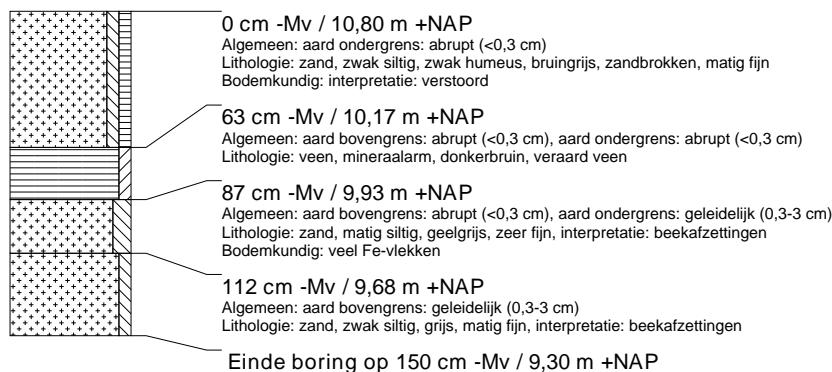 0 cm -Mv / 10,80 m +NAP
Algemeen: aard ondergrens: abrupt (<0,3 cm)
Lithologie: zand, zwak siltig, zwak humeus, bruingrijs, zandbrokken, matig fijn
Bodemkundig: interpretatie: verstoord
63 cm -Mv / 10,17 m +NAP
Algemeen: aard bovengrens: abrupt (<0,3 cm), aard ondergrens: abrupt (<0,3 cm)
Lithologie: veen, mineraalarm, donkerbruin, veraard veen
87 cm -Mv / 9,93 m +NAP
Algemeen: aard bovengrens: abrupt (<0,3 cm), aard ondergrens: geleidelijk (0,3-3 cm)
Lithologie: zand, matig siltig, geelgrijs, zeer fijn, interpretatie: beekafzettingen
Bodemkundig: veel Fe-vlekken
112 cm -Mv / 9,68 m +NAP
Algemeen: aard bovengrens: geleidelijk (0,3-3 cm)
Lithologie: zand, zwak siltig, grijs, matig fijn, interpretatie: beekafzettingen
Einde boring op 150 cm -Mv / 9,30 m +NAP